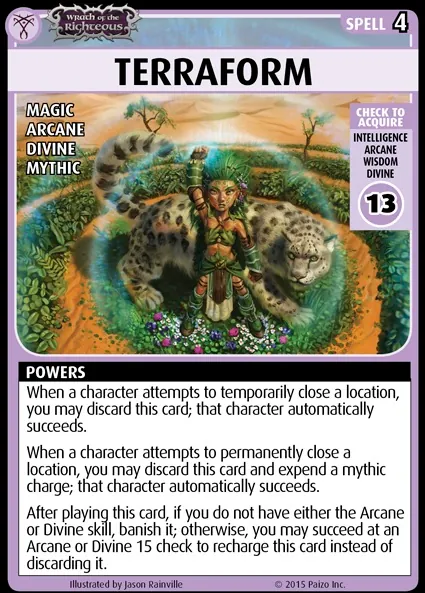 Wrath of the
Righteous
SPELL 4
TERRAFORM
MAGIC
ARCANE
DIVINE
MYTHIC
CHECK TO
ACQUIRE
INTELLIGENCE
ARCANE
WISDOM
DIVINE
13
POWERS
When a character attempts to temporarily close a location,
you may discard this card; that character automatically
succeeds.
When a character attempts to permanently close a
location, you may discard this card and expend a mythic
charge; that character automatically succeeds.
After playing this card, if you do not have either the Arcane
or Divine skill, banish it; otherwise, you may succeed at an
Arcane or Divine 15 check to recharge this card instead of
discarding it.
Illustrated by Jason Rainville © 2015 Paizo Inc.